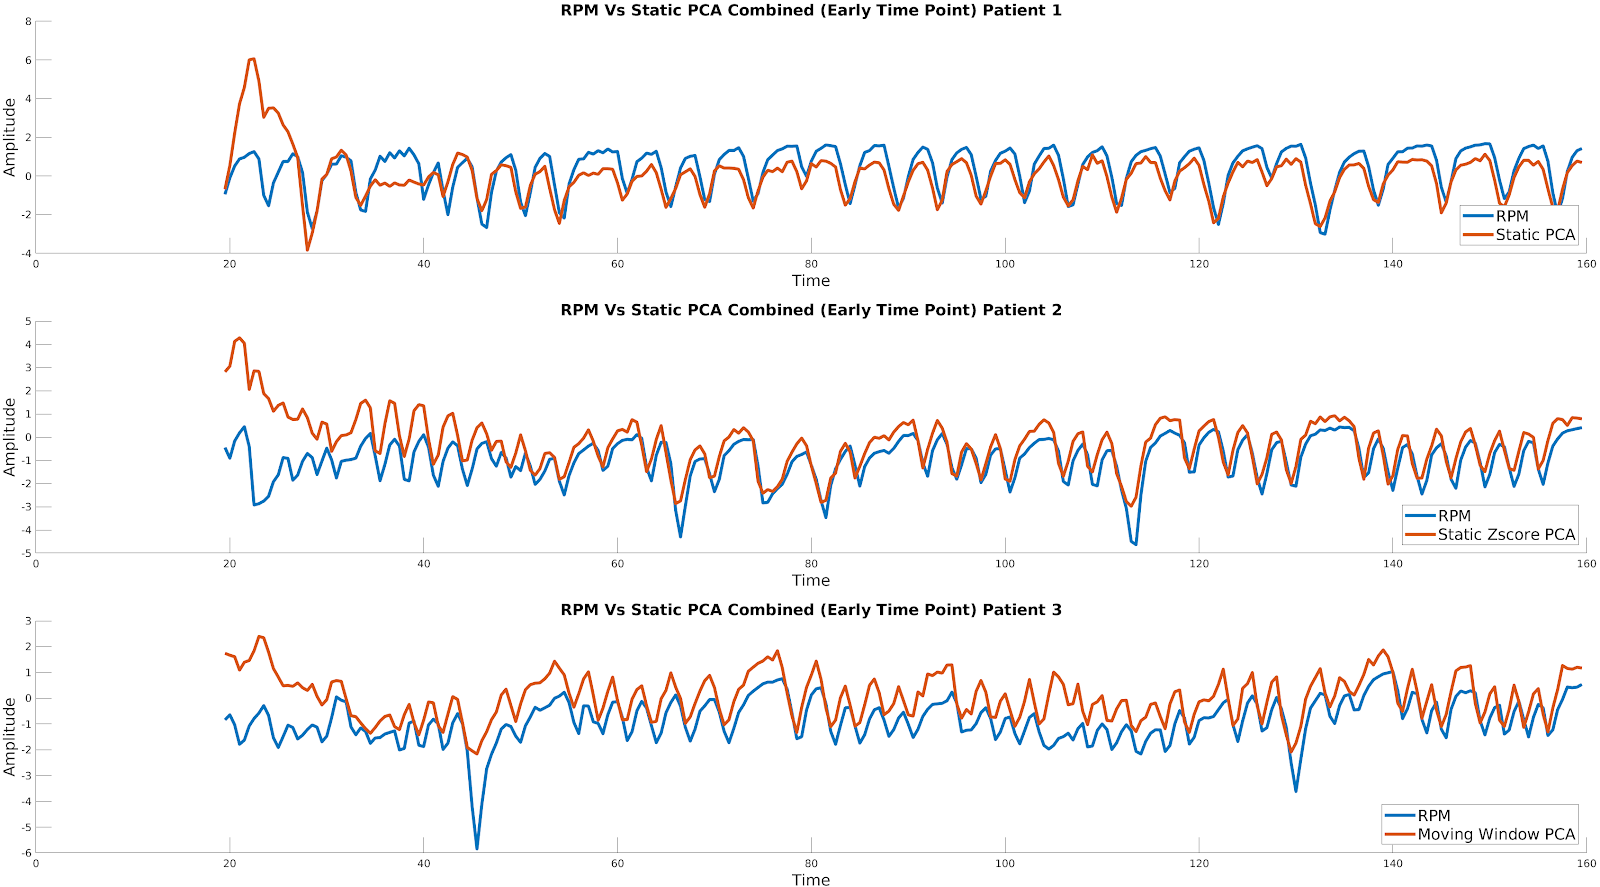 RPM Vs Static PCA Combined (Early Time Point) Patient 1
8
6
4
2
0
-2
-4
Amplitude
0 20 40 60 80 100 120 140 160
Time
RPM
Static PCA
RPM Vs Static PCA Combined (Early Time Point) Patient 2
5
4
3
2
1
0
-1
-2
-3
-4
-5
Amplitude
0 20 40 60 80 100 120 140 160
Time
RPM
Static Zscore PCA
RPM Vs Static PCA Combined (Early Time Point) Patient 3
3
2
1
0
-1
-2
-3
-4
-5
-6
Amplitude
0 20 40 60 80 100 120 140 160
Time
RPM
Moving Window PCA